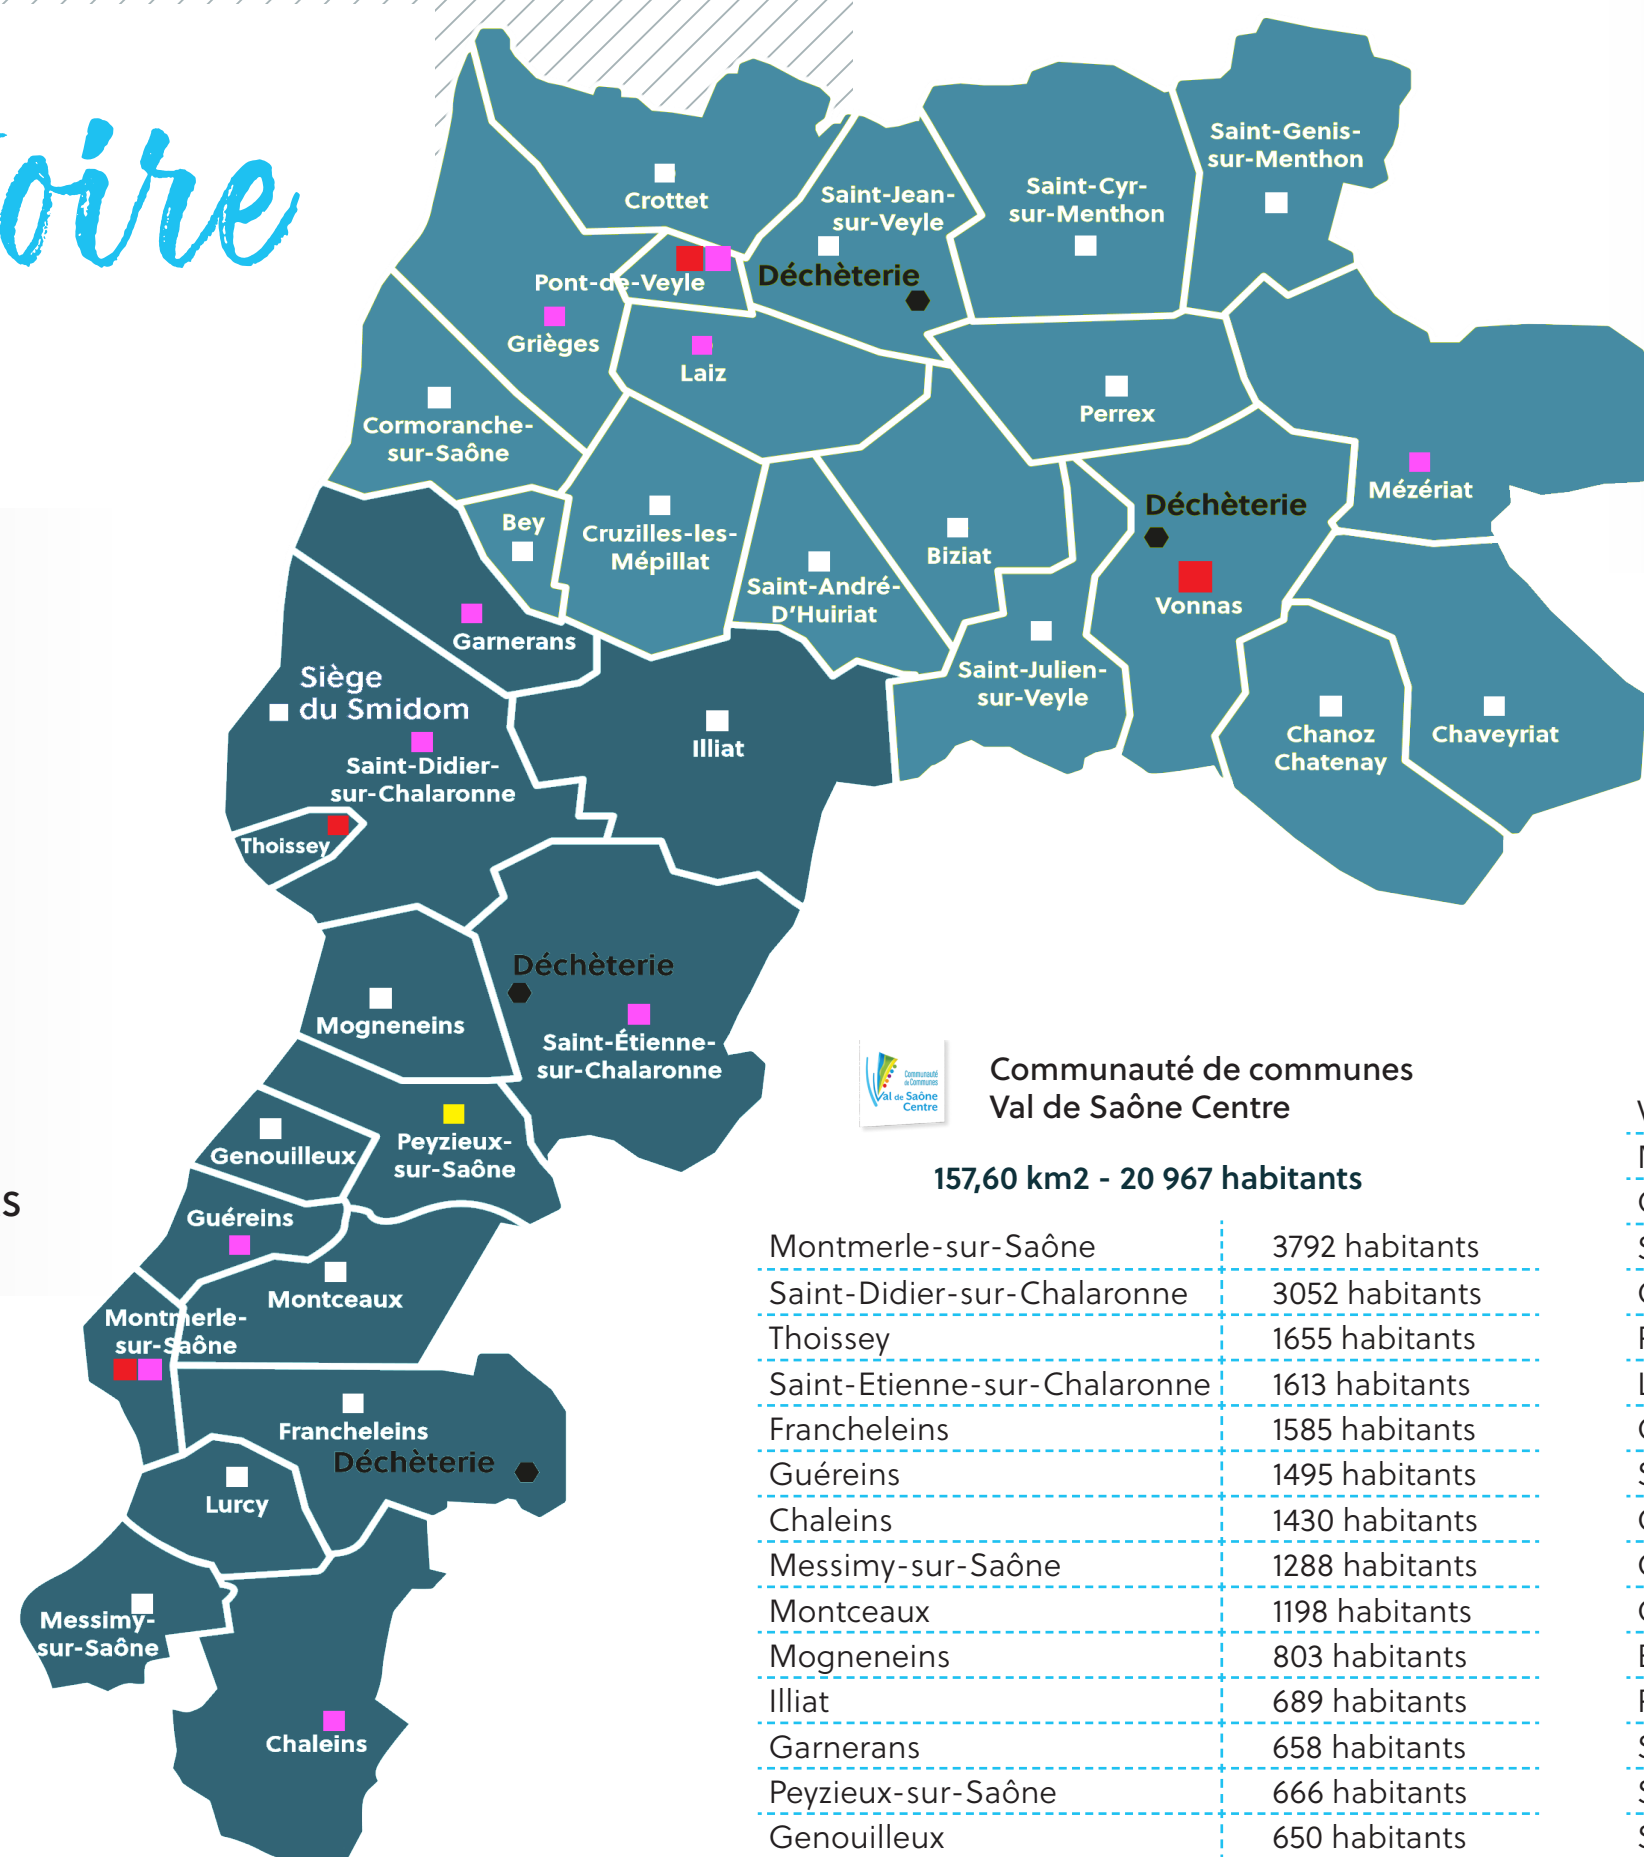 oire
Saint-Genis-
sur-Menthon
Crottet
Saint-Jean-
sur-Veyle
Saint-Cyr-
sur-Menthon
Pont-de-Veyle
Déchèterie
Grièges
Laiz
Perrex
Cormoranche-
sur-Saône
Mézériat
Bey
Cruzilles-les-
Mépillat
Déchèterie
Biziat
Saint-André-
D'Huiriat
Vonnas
Garnerans
Saint-Julien-
sur-Veyle
Siège
du Smidom
Illiat
Chanoz
Chatenay
Chaveyriat
Saint-Didier-
sur-Chalaronne
Thoissey
Déchèterie
Mogneneins
Saint-Étienne-
sur-Chalaronne
Peyzieux-
sur-Saône
Genouilleux
Guéreins
Montceaux
Montmerle-
sur-Saône
Francheleins
Déchèterie
Lurcy
Messimy-
sur-Saône
Chaleins
s
Communauté
de Communes
Val de Saône
Centre
Communauté de communes
Val de Saône Centre
157,60 km2 - 20 967 habitants
Montmerle-sur-Saône 3792 habitants
Saint-Didier-sur-Chalaronne 3052 habitants
Thoissey 1655 habitants
Saint-Etienne-sur-Chalaronne 1613 habitants
Francheleins 1585 habitants
Guéreins 1495 habitants
Chaleins 1430 habitants
Messimy-sur-Saône 1288 habitants
Montceaux 1198 habitants
Mogneneins 803 habitants
Illiat 689 habitants
Garnerans 658 habitants
Peyzieux-sur-Saône 666 habitants
Genouilleux 650 habitants